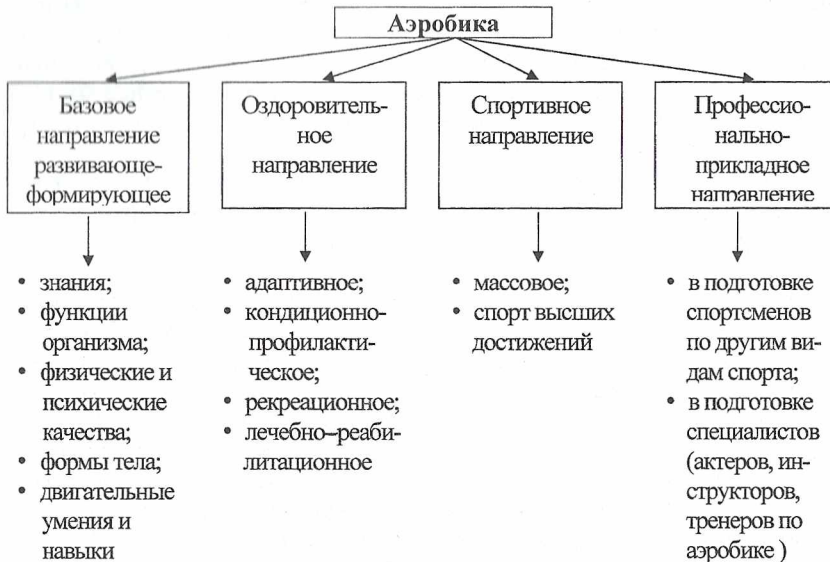 Аэробика
Базовое
направление
развивающе-
формирующее
Оздоровитель-
ное
направление
Спортивное
направление
Професcио-
нально-
прикладное
направление
• знания;
• функции
организма;
• физические и
психические
качества;
• формы тела;
• двигательные
умения и
навыки
• адаптивное;
• кондиционно-
профилакти-
ческое;
• рекреационное;
• лечебно–реаби-
литационное
• массовое;
• спорт высших
достижений
• в подготовке
спортсменов
по другим ви-
дам спорта;
• в подготовке
специалистов
(актеров, ин-
структоров,
тренеров по
аэробике )